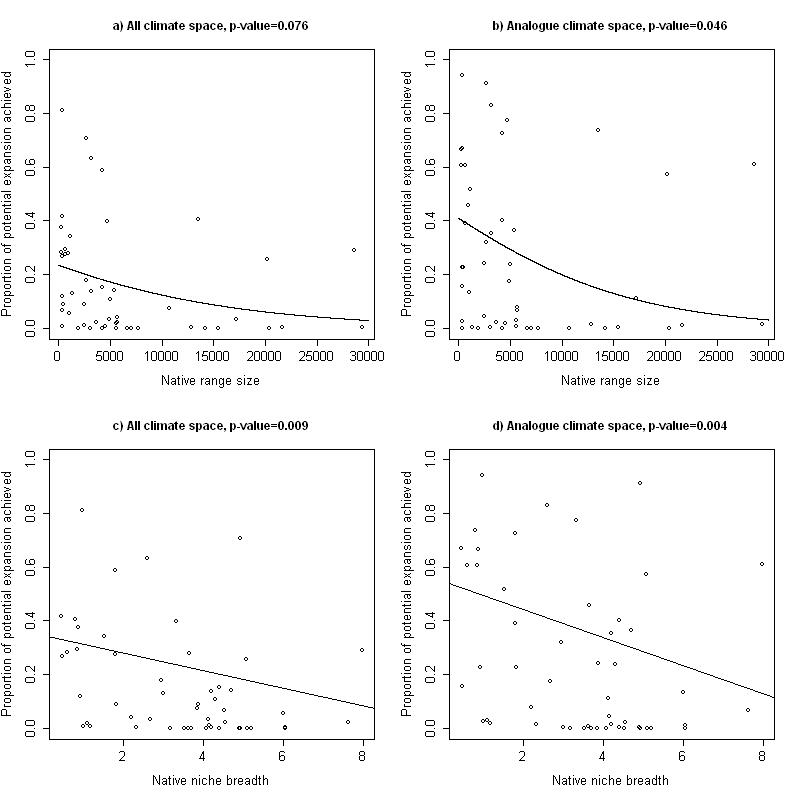 a) All climate space, p-value=0.076
Proportion of potential expansion achieved
1.0
0.8
0.6
0.4
0.2
0.0
0 5000 10000 15000 20000 25000 30000
Native range size
b) Analogue climate space, p-value=0.046
Proportion of potential expansion achieved
1.0
0.8
0.6
0.4
0.2
0.0
0 5000 10000 15000 20000 25000 30000
Native range size
c) All climate space, p-value=0.009
Proportion of potential expansion achieved
1.0
0.8
0.6
0.4
0.2
0.0
2 4 6 8
Native niche breadth
d) Analogue climate space, p-value=0.004
Proportion of potential expansion achieved
1.0
0.8
0.6
0.4
0.2
0.0
2 4 6 8
Native niche breadth